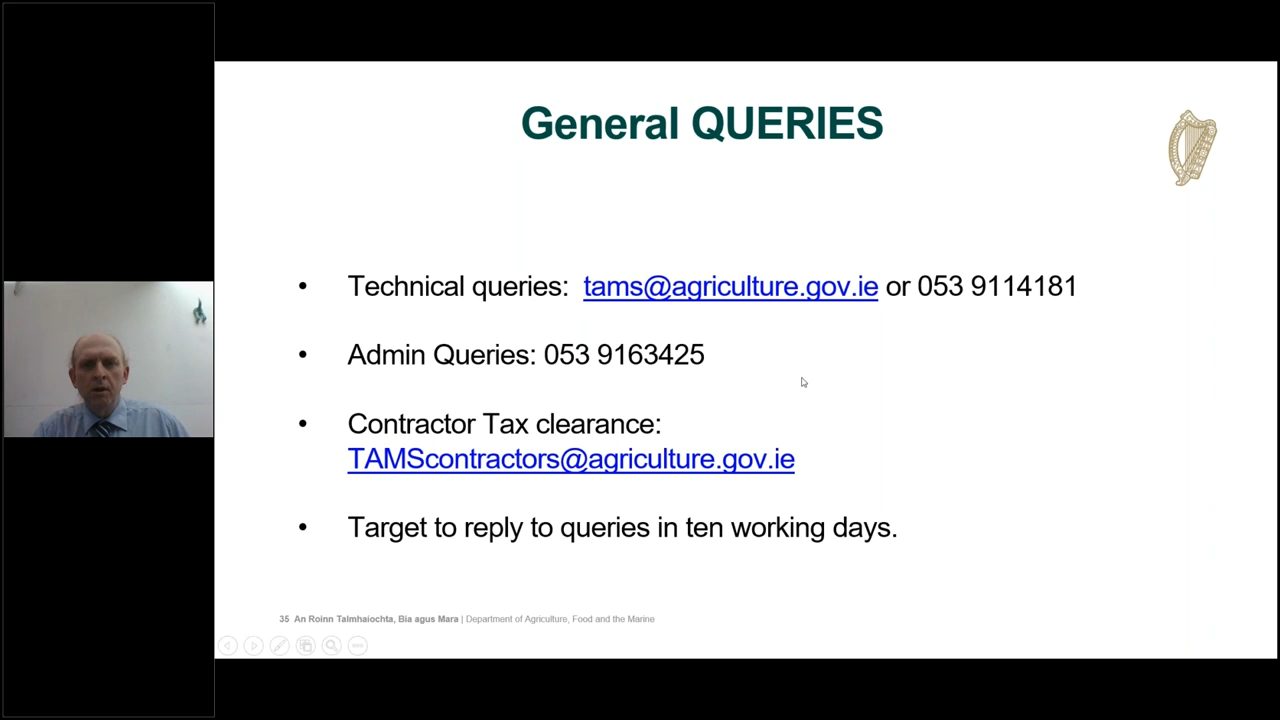 General QUERIES
• Technical queries: tams@agriculture.gov.ie or 053 9114181
• Admin Queries: 053 9163425
• Contractor Tax clearance:
TAMScontractors@agriculture.gov.ie
• Target to reply to queries in ten working days.
35 An Roinn Talmhaíochta, Bia agus Mara | Department of Agriculture, Food and the Marine